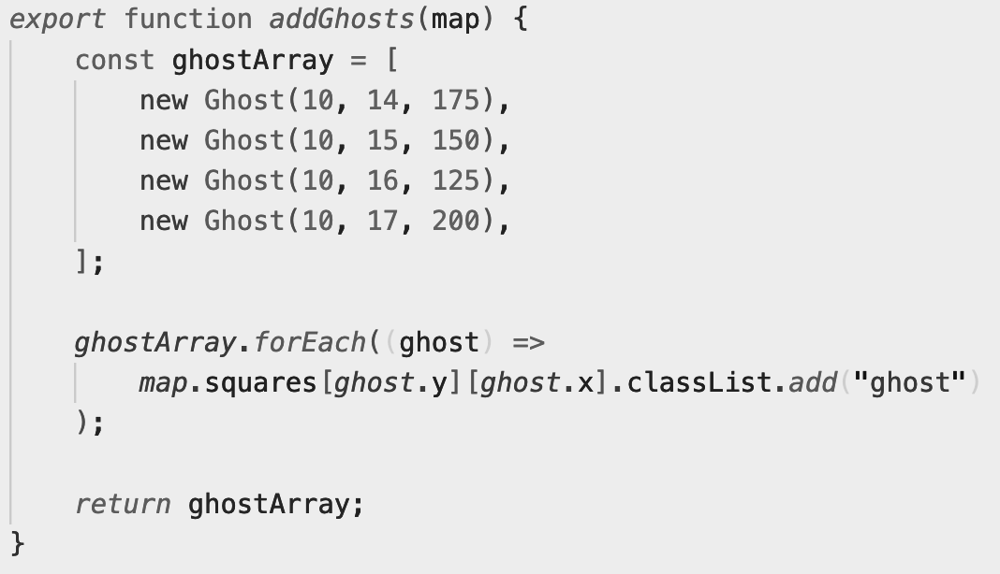 export function addGhosts(map) {
    const ghostArray = [
        new Ghost(10, 14, 175),
        new Ghost(10, 15, 150),
        new Ghost(10, 16, 125),
        new Ghost(10, 17, 200),
    ];

    ghostArray.forEach((ghost) =>
        map.squares[ghost.y][ghost.x].classList.add("ghost")
    );

    return ghostArray;
}